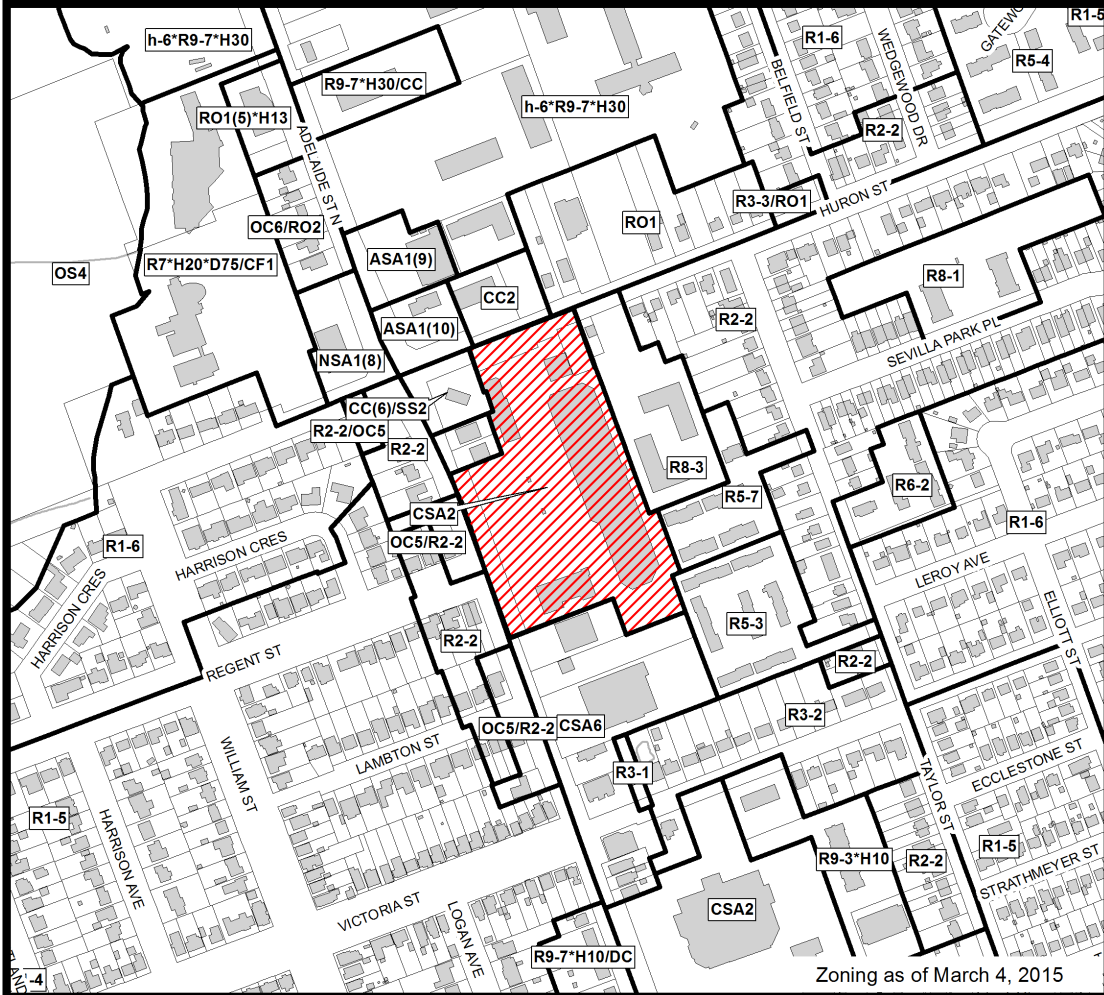 R1-5
h-6*R9-7*H30
R1-6
GATEWO
WEDGEWOOD DR
R5-4
BELFIELD ST
R9-7*H30/CC
h-6*R9-7*H30
RO1(5)*H13
R2-2
ADELAIDE ST N
R3-3/RO1
HURON ST
OC6/RO2
RO1
ASA1(9)
OS4
R7*H20*D75/CF1
R8-1
CC2
R2-2
ASA1(10)
SEVILLA PARK PL
NSA1(8)
CC(6)/SS2
R2-2/OC5
R2-2
R8-3
R6-2
R5-7
CSA2
R1-6
OC5/R2-2
R1-6
HARRISON CRES
LEROY AVE
HARRISON CRES
R5-3
ELLIOTT ST
R2-2
REGENT ST
R2-2
R3-2
OC5/R2-2
CSA6
LAMBTON ST
R3-1
WILLIAM ST
ECCLESTONE ST
TAYLOR ST
R1-5
HARRISON AVE
R1-5
R9-3*H10
R2-2
STRATHMEYER ST
VICTORIA ST
CSA2
LOGAN AVE
R9-7*H10/DC
-4
Zoning as of March 4, 2015